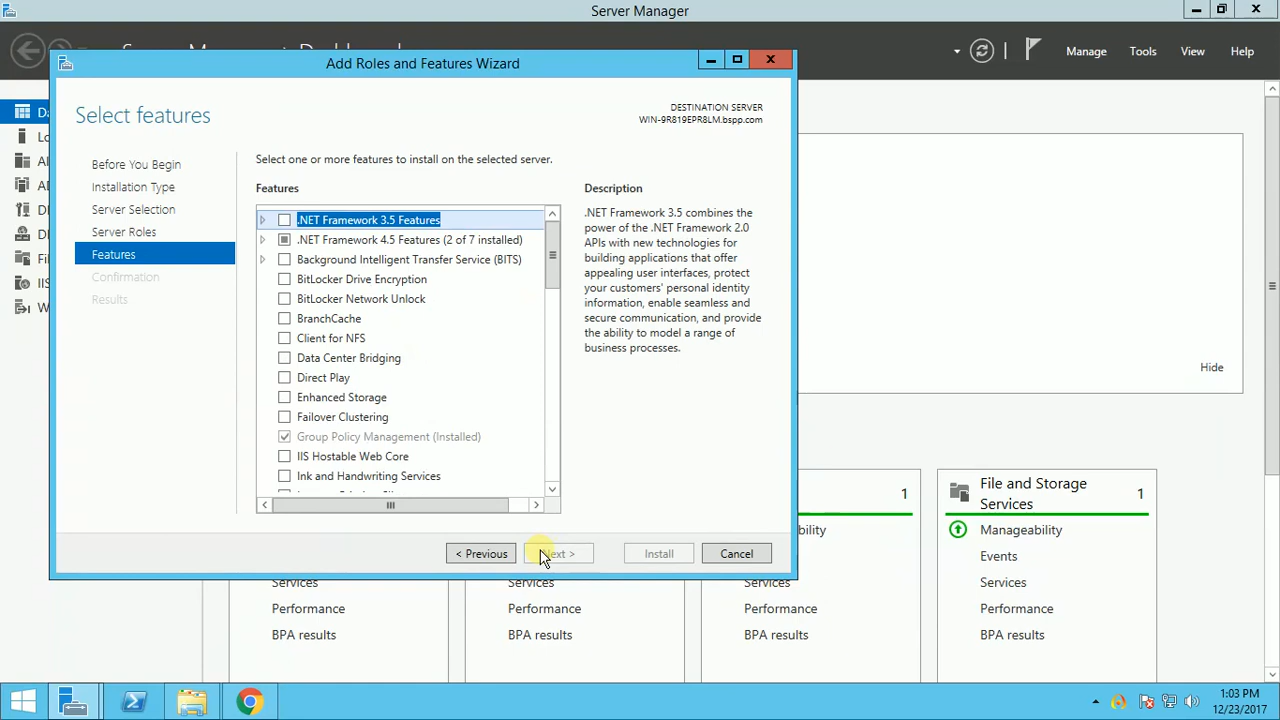 Server Manager
Manage
Tools
View
Help
Add Roles and Features Wizard
Select features
DESTINATION SERVER
WIN-9R819EPR8LM.bspp.com
Before You Begin
Installation Type
Server Selection
Server Roles
Features
Confirmation
Results
Select one or more features to install on the selected server.
Features
.NET Framework 3.5 Features
.NET Framework 4.5 Features (2 of 7 installed)
Background Intelligent Transfer Service (BITS)
BitLocker Drive Encryption
BitLocker Network Unlock
BranchCache
Client for NFS
Data Center Bridging
Direct Play
Enhanced Storage
Failover Clustering
Group Policy Management (Installed)
IIS Hostable Web Core
Ink and Handwriting Services
Description
.NET Framework 3.5 combines the
power of the .NET Framework 2.0
APIs with new technologies for
building applications that offer
appealing user interfaces, protect
your customers' personal identity
information, enable seamless and
secure communication, and provide
the ability to model a range of
business processes.
< Previous
Next >
Install
Cancel
Hide
1
File and Storage
Services
1
Manageability
Events
Services
Performance
BPA results
Services
Performance
BPA results
Services
Performance
BPA results
Services
Performance
BPA results
1:03 PM
12/23/2017